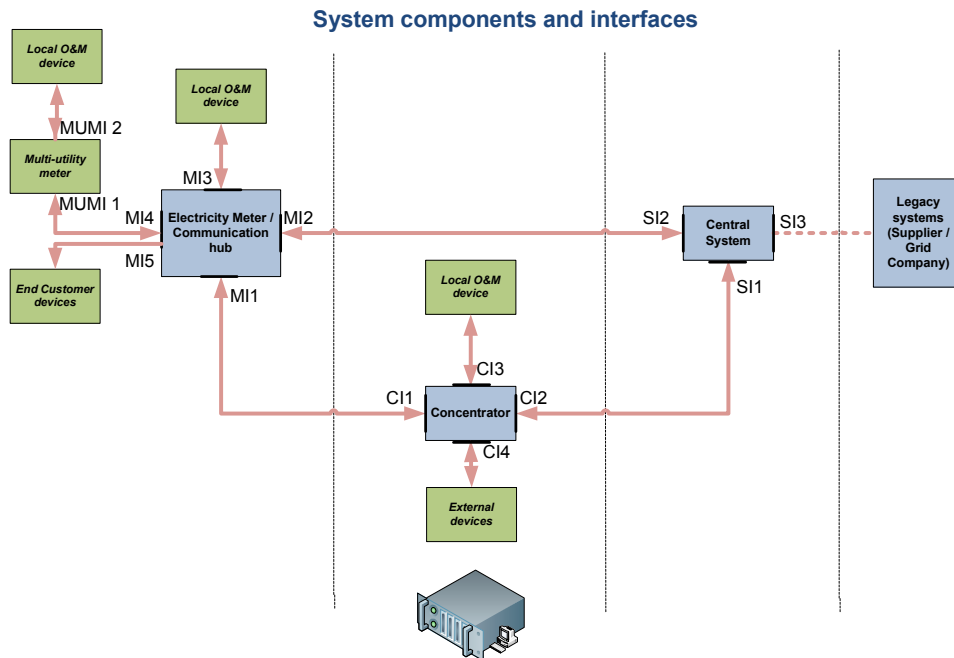 System components and interfaces
Local O&M
device
Local O&M
device
MUMI 2
Multi-utility
meter
MI3
MUMI 1
MI4
Electricity Meter /
Communication
hub
MI2
SI2
Central
System
SI3
Legacy
systems
(Supplier /
Grid
Company)
MI5
End Customer
devices
MI1
Local O&M
device
SI1
CI3
CI1
Concentrator
CI2
CI4
External
devices